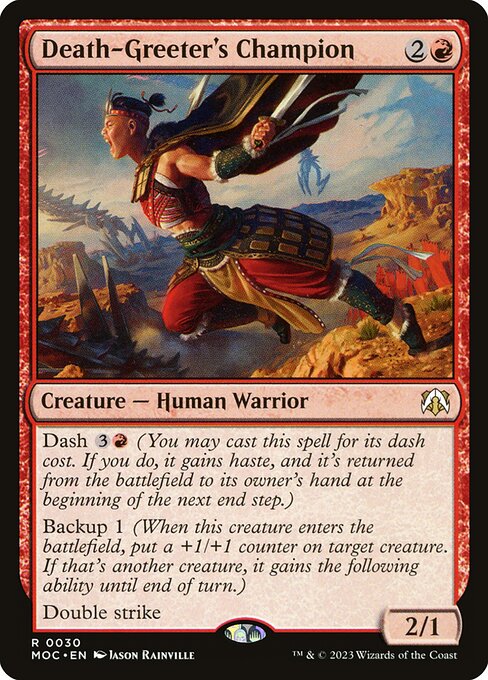 Death-Greeter's Champion 2
Creature — Human Warrior
Dash 3 (You may cast this spell for its dash
cost. If you do, it gains haste, and it's returned
from the battlefield to its owner's hand at the
beginning of the next end step.)
Backup 1 (When this creature enters the
battlefield, put a +1/+1 counter on target creature.
If that's another creature, it gains the following
ability until end of turn.)
Double strike
2/1
R 0030
MOC • EN Jason Rainville
™ & © 2023 Wizards of the Coast